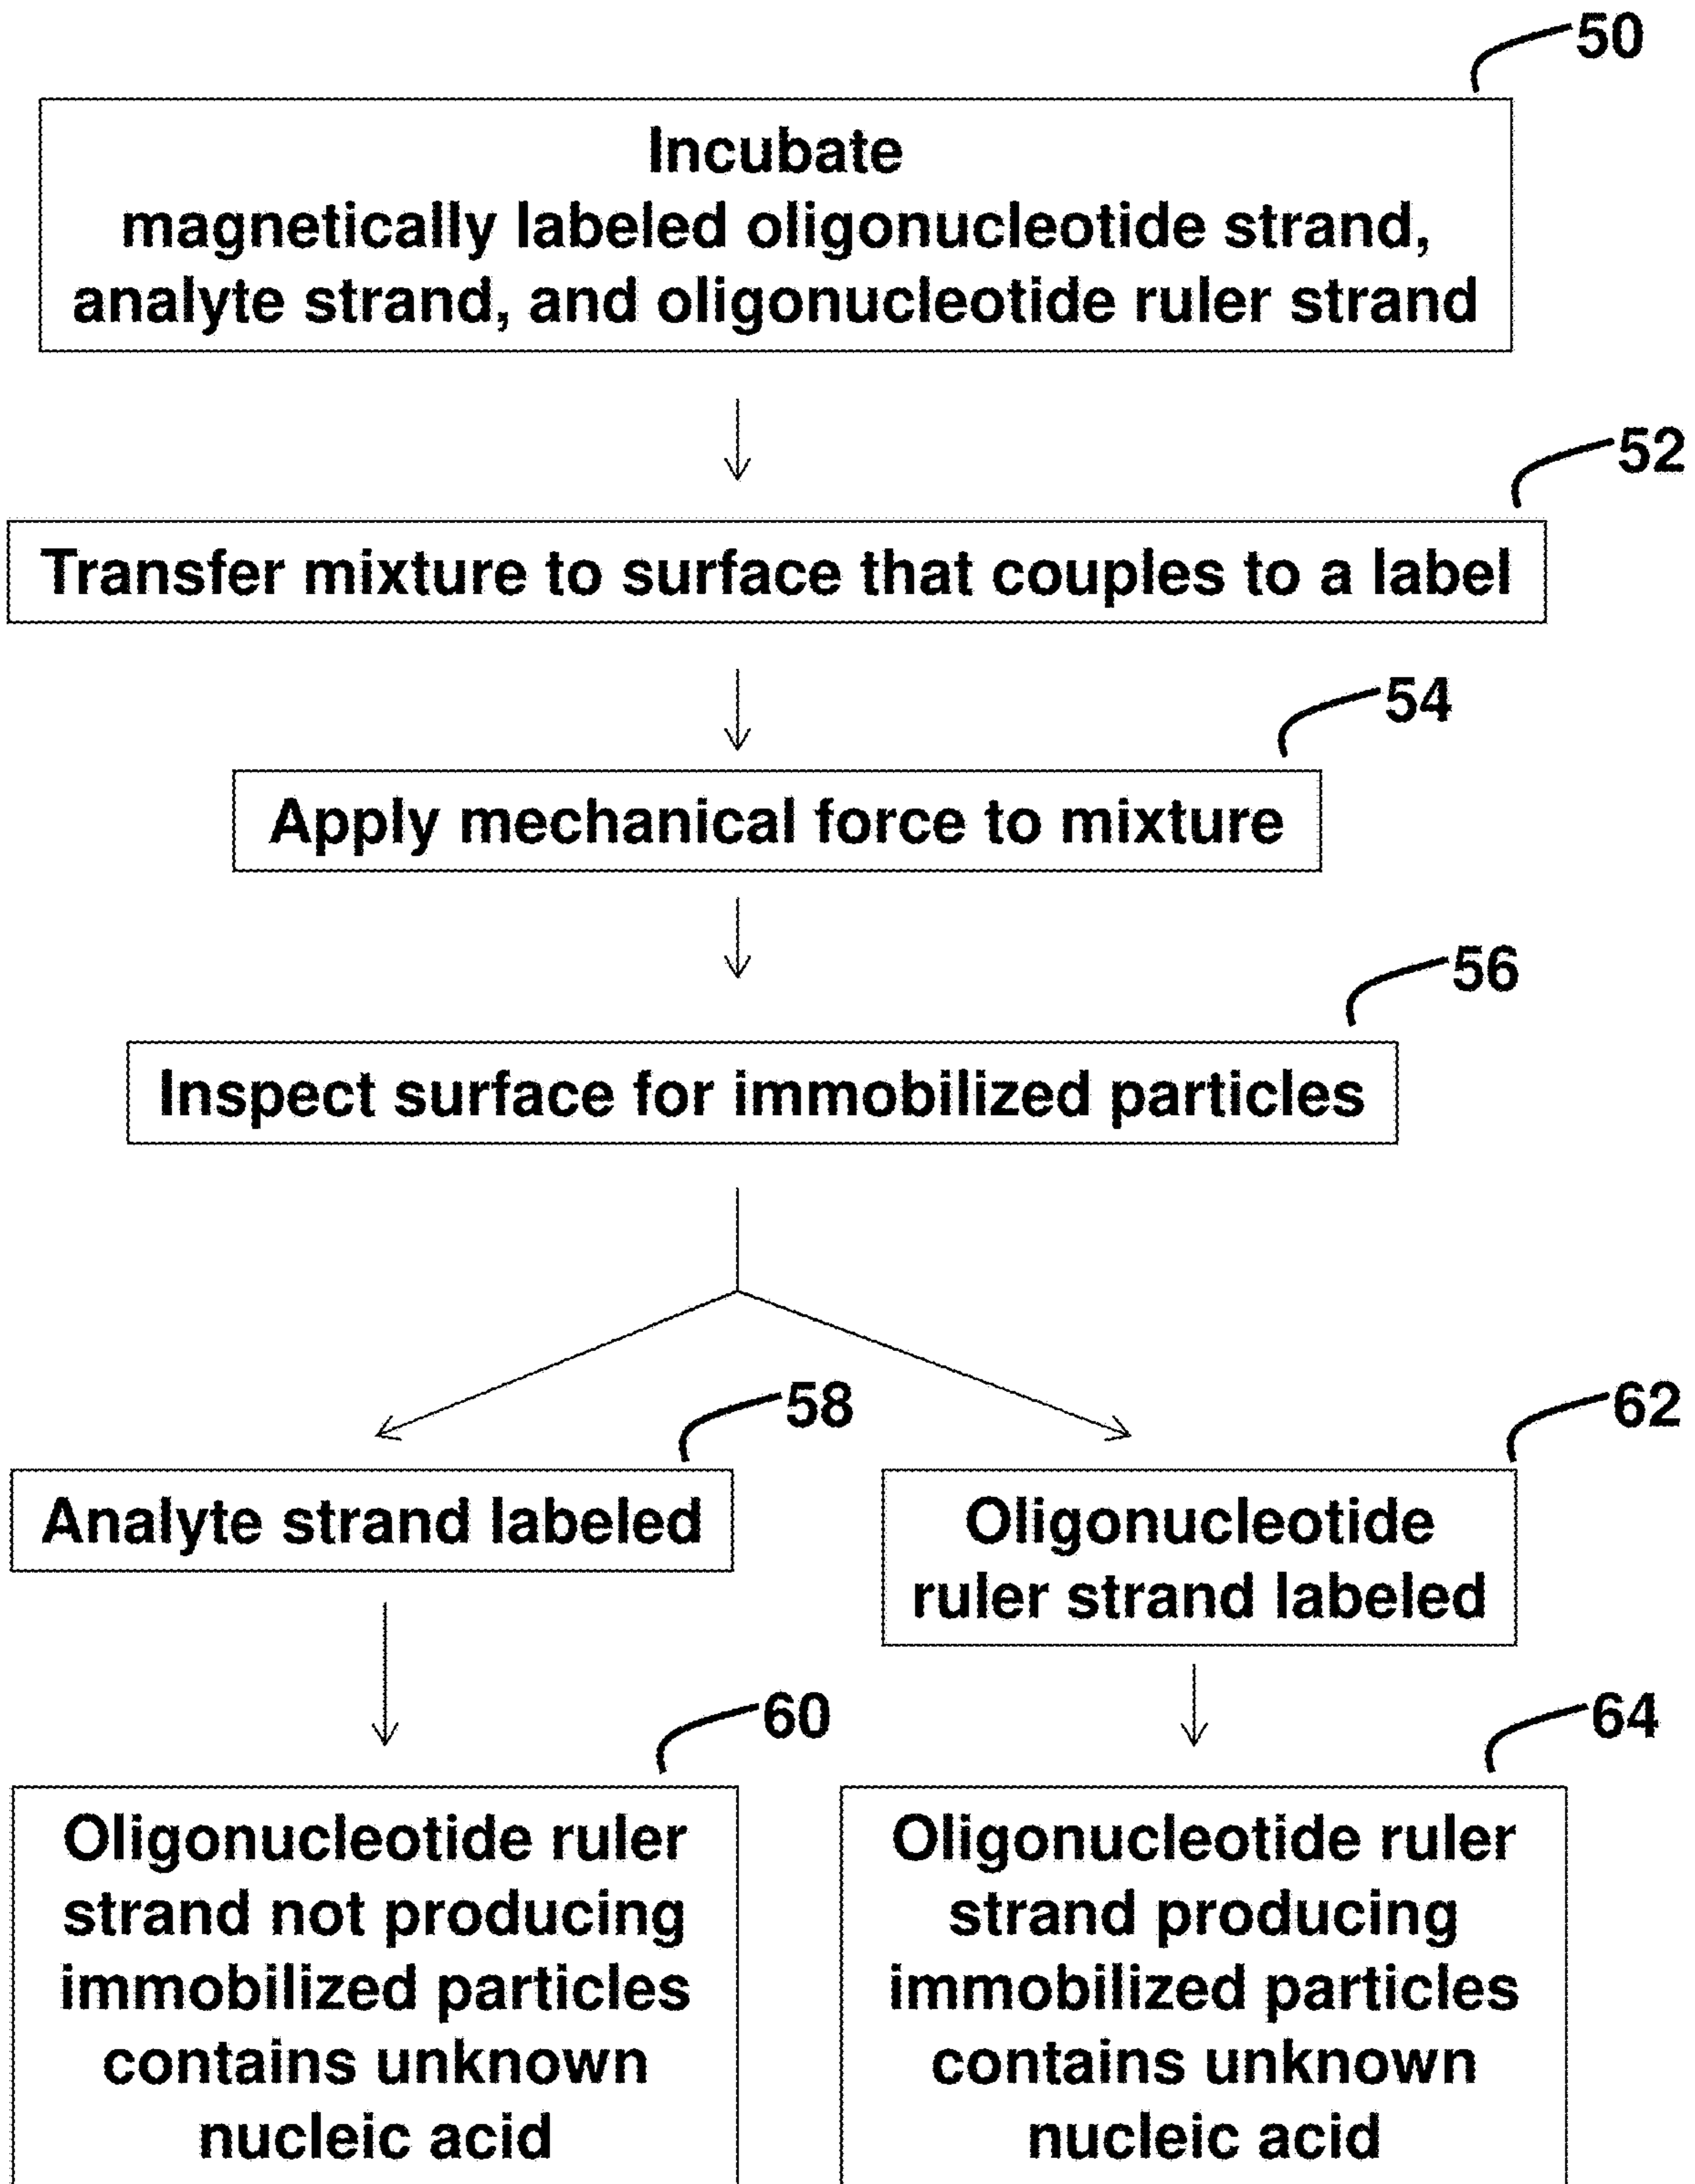 50
Incubate
magnetically labeled oligonucleotide strand,
analyte strand, and oligonucleotide ruler strand
52
Transfer mixture to surface that couples to a label
54
Apply mechanical force to mixture
56
Inspect surface for immobilized particles
58
Analyte strand labeled
62
Oligonucleotide
ruler strand labeled
60
Oligonucleotide ruler
strand not producing
immobilized particles
contains unknown
nucleic acid
64
Oligonucleotide ruler
strand producing
immobilized particles
contains unknown
nucleic acid